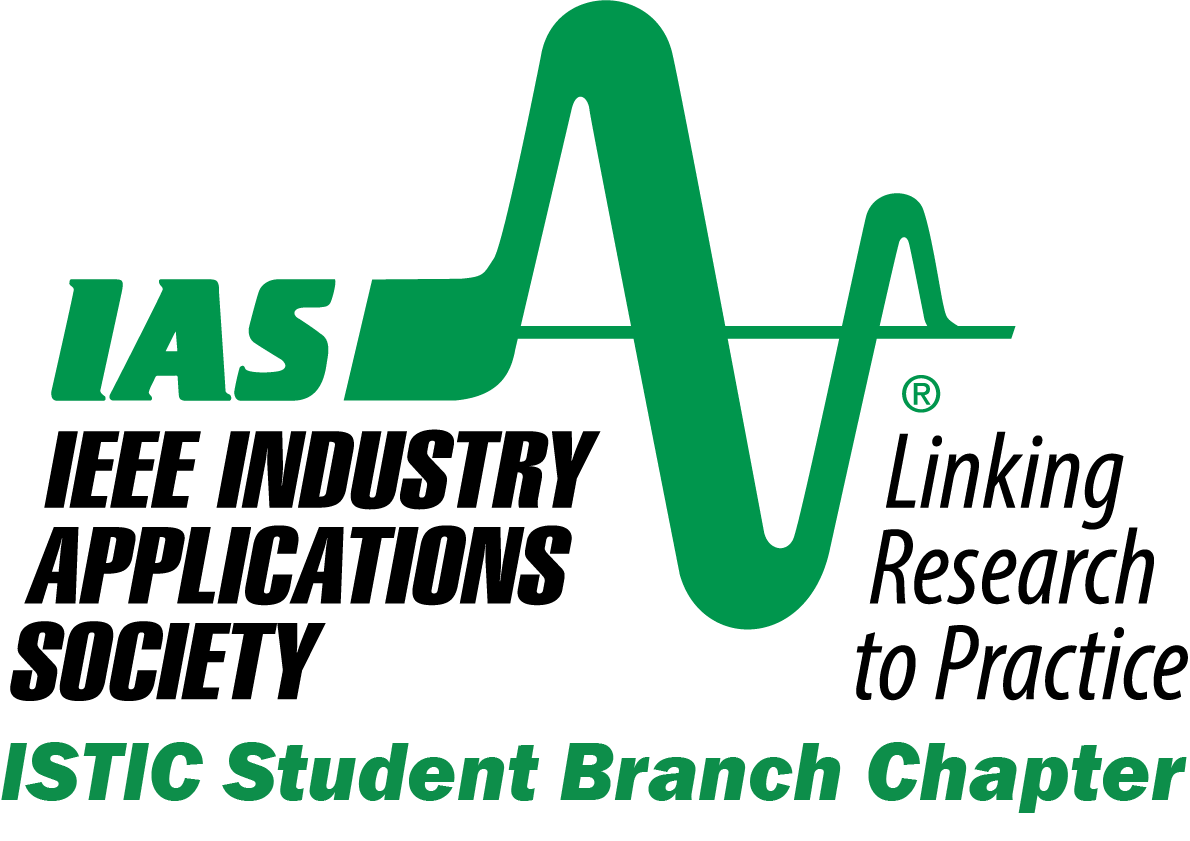 IAS
®
IEEE INDUSTRY
APPLICATIONS
SOCIETY
Linking
Research
to Practice
ISTIC Student Branch Chapter